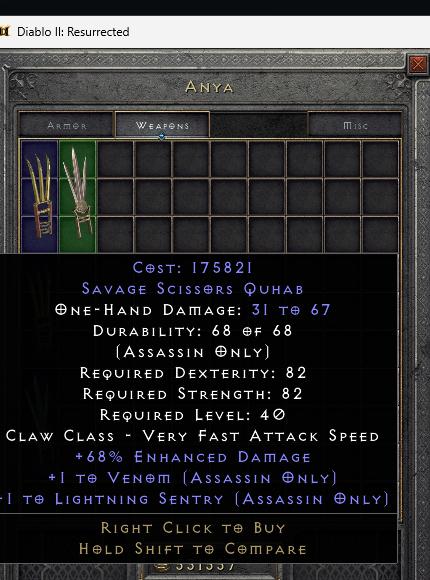 Diablo II: Resurrected
Anya
Armor Weapons Misc
Cost: 175821
Savage Scissors Quhab
One-Hand Damage: 31 to 67
Durability: 68 of 68
(Assassin Only)
Required Dexterity: 82
Required Strength: 82
Required Level: 40
Claw Class - Very Fast Attack Speed
+68% Enhanced Damage
+1 to Venom (Assassin Only)
+1 to Lightning Sentry (Assassin Only)
Right Click to Buy
Hold Shift to Compare